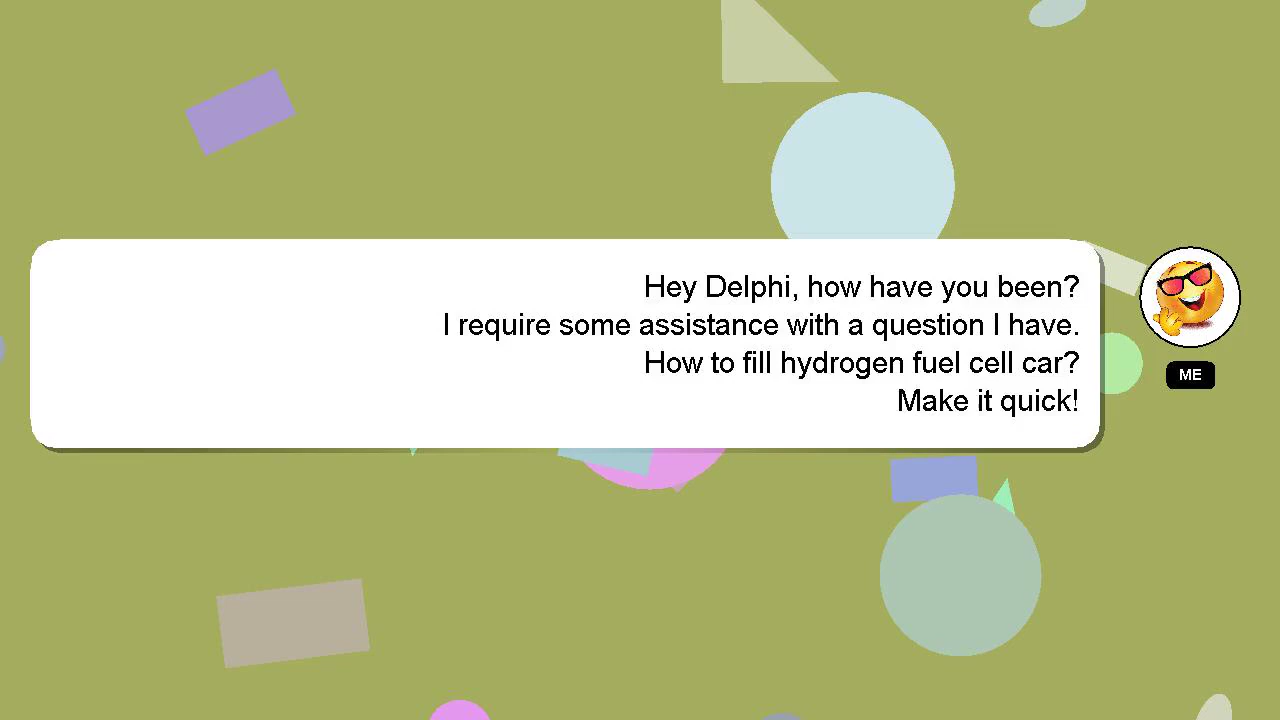 Hey Delphi, how have you been?
I require some assistance with a question I have.
How to fill hydrogen fuel cell car?
Make it quick!
ME